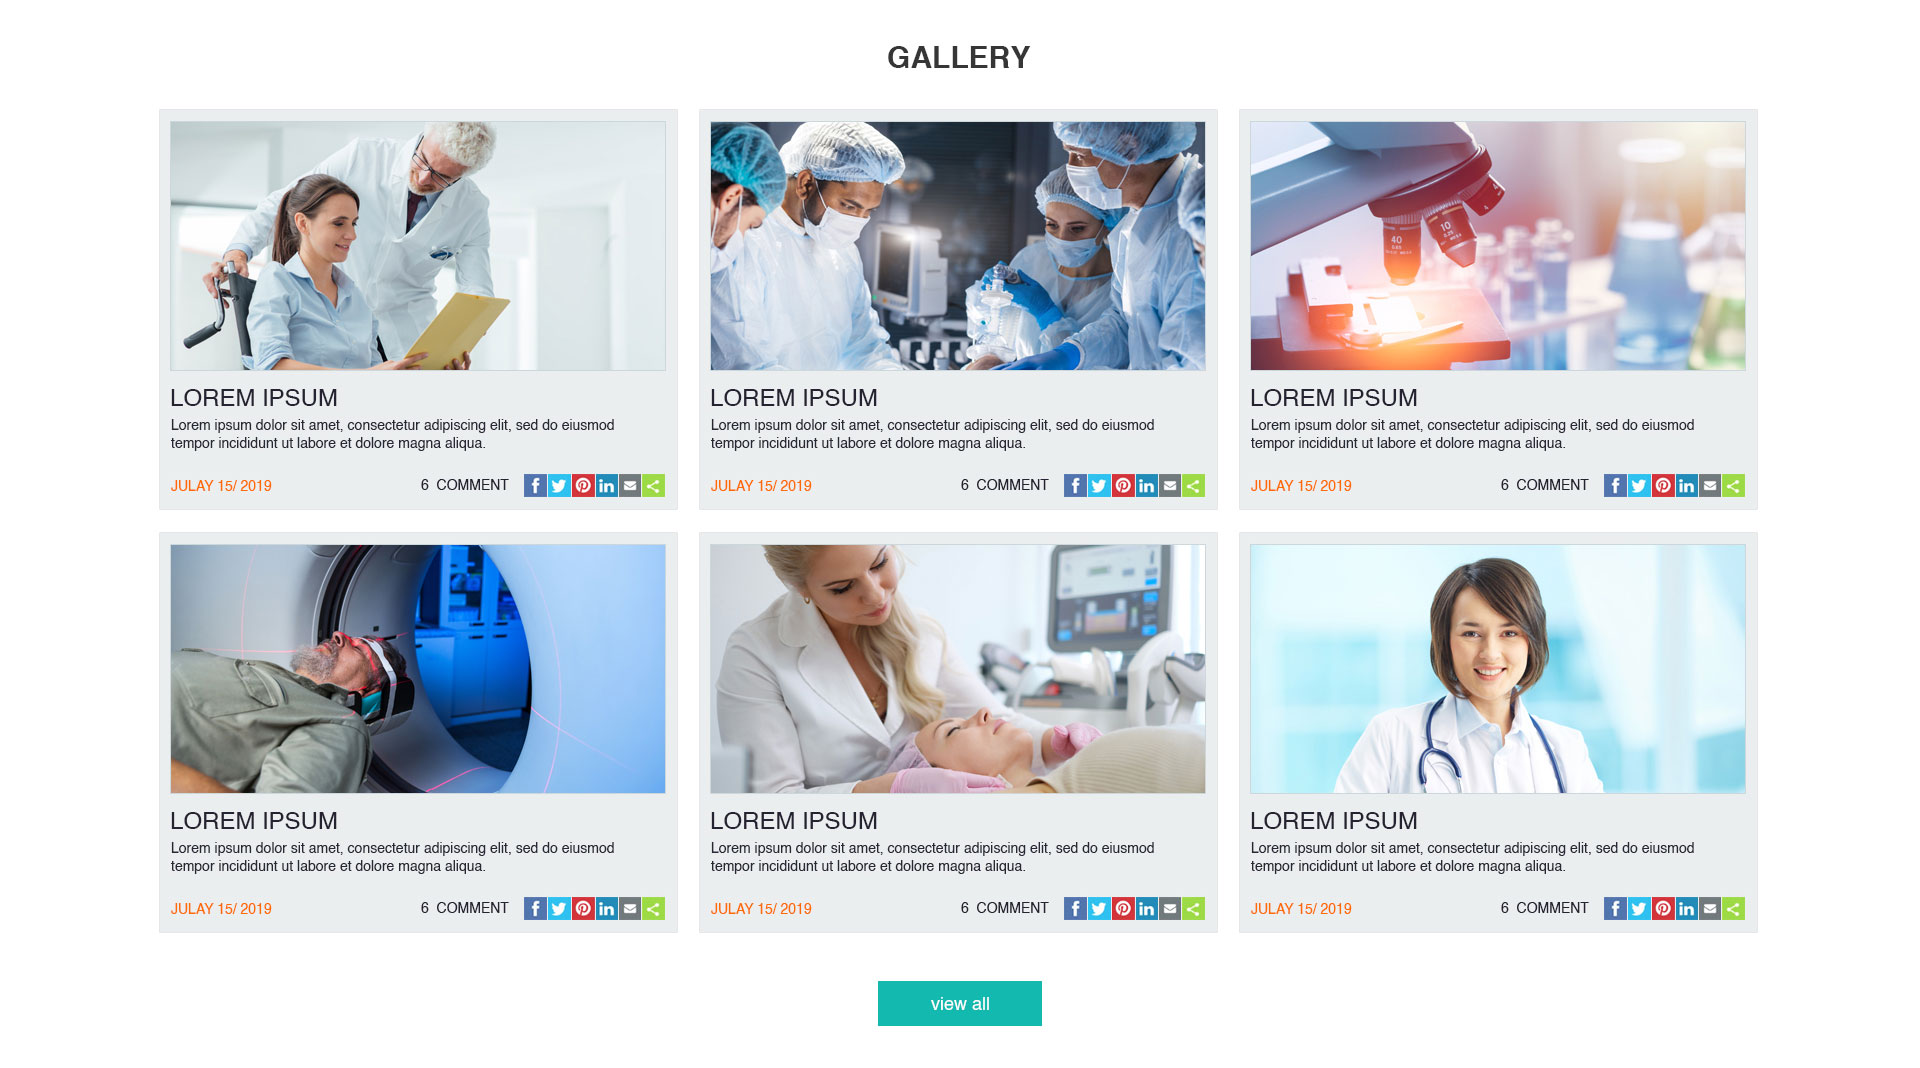 GALLERY
40
0.65
10
0.25
LOREM IPSUM
Lorem ipsum dolor sit amet, consectetur adipiscing elit, sed do eiusmod
tempor incididunt ut labore et dolore magna aliqua.
JULAY 15/ 2019 6 COMMENT
LOREM IPSUM
Lorem ipsum dolor sit amet, consectetur adipiscing elit, sed do eiusmod
tempor incididunt ut labore et dolore magna aliqua.
JULAY 15/ 2019 6 COMMENT
LOREM IPSUM
Lorem ipsum dolor sit amet, consectetur adipiscing elit, sed do eiusmod
tempor incididunt ut labore et dolore magna aliqua.
JULAY 15/ 2019 6 COMMENT
LOREM IPSUM
Lorem ipsum dolor sit amet, consectetur adipiscing elit, sed do eiusmod
tempor incididunt ut labore et dolore magna aliqua.
JULAY 15/ 2019 6 COMMENT
LOREM IPSUM
Lorem ipsum dolor sit amet, consectetur adipiscing elit, sed do eiusmod
tempor incididunt ut labore et dolore magna aliqua.
JULAY 15/ 2019 6 COMMENT
LOREM IPSUM
Lorem ipsum dolor sit amet, consectetur adipiscing elit, sed do eiusmod
tempor incididunt ut labore et dolore magna aliqua.
JULAY 15/ 2019 6 COMMENT
view all